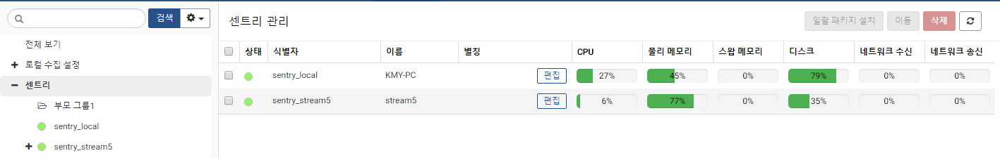 검색
전체 보기
로컬 수집 설정
센트리
부모 그룹1
sentry_local
sentry_stream5
센트리 관리
일괄 패키지 설치 이동 삭제
상태 식별자 이름 별칭 CPU 물리 메모리 스왑 메모리 디스크 네트워크 수신 네트워크 송신
sentry_local KMY-PC 편집 27% 45% 0% 79% 0% 0%
sentry_stream5 stream5 편집 6% 77% 0% 35% 0% 0%